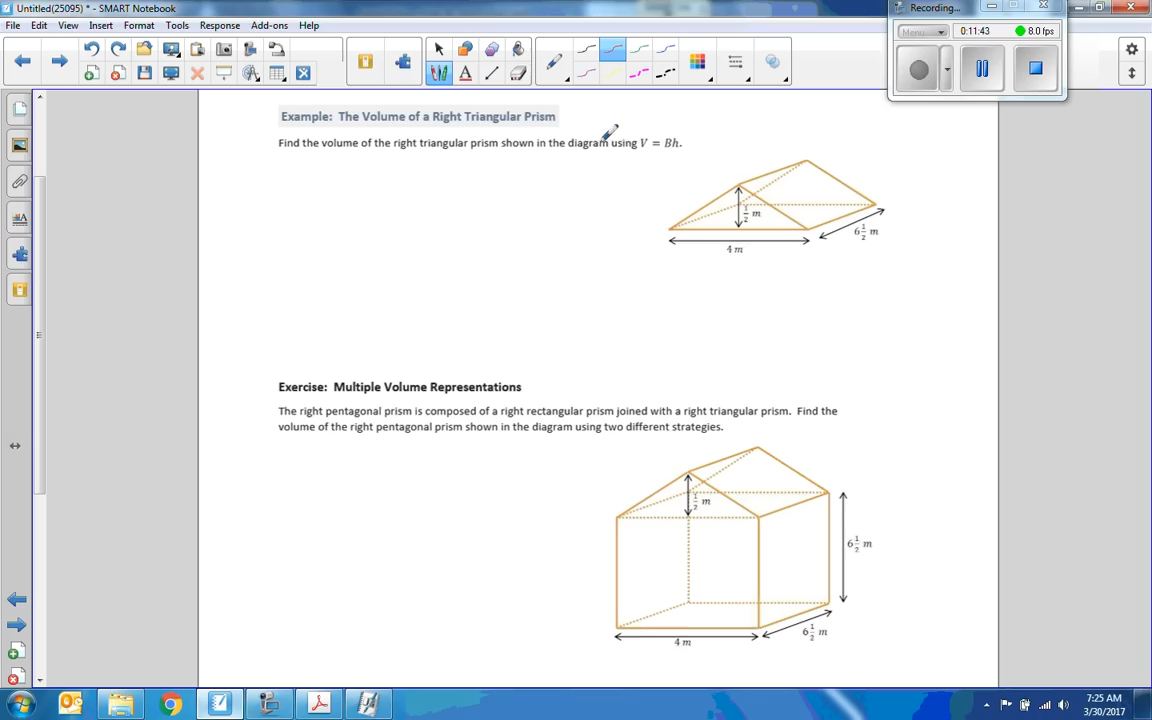 Untitled(25095) * - SMART Notebook
Recording...
File Edit View Insert Format Tools Response Add-ons Help
Menu
0:11:43
8.0 fps
Example: The Volume of a Right Triangular Prism
Find the volume of the right triangular prism shown in the diagram using V = Bh.
1/2 m
6 1/2 m
4 m
Exercise: Multiple Volume Representations
The right pentagonal prism is composed of a right rectangular prism joined with a right triangular prism. Find the
volume of the right pentagonal prism shown in the diagram using two different strategies.
1/2 m
6 1/2 m
6 1/2 m
4 m
7:25 AM
3/30/2017